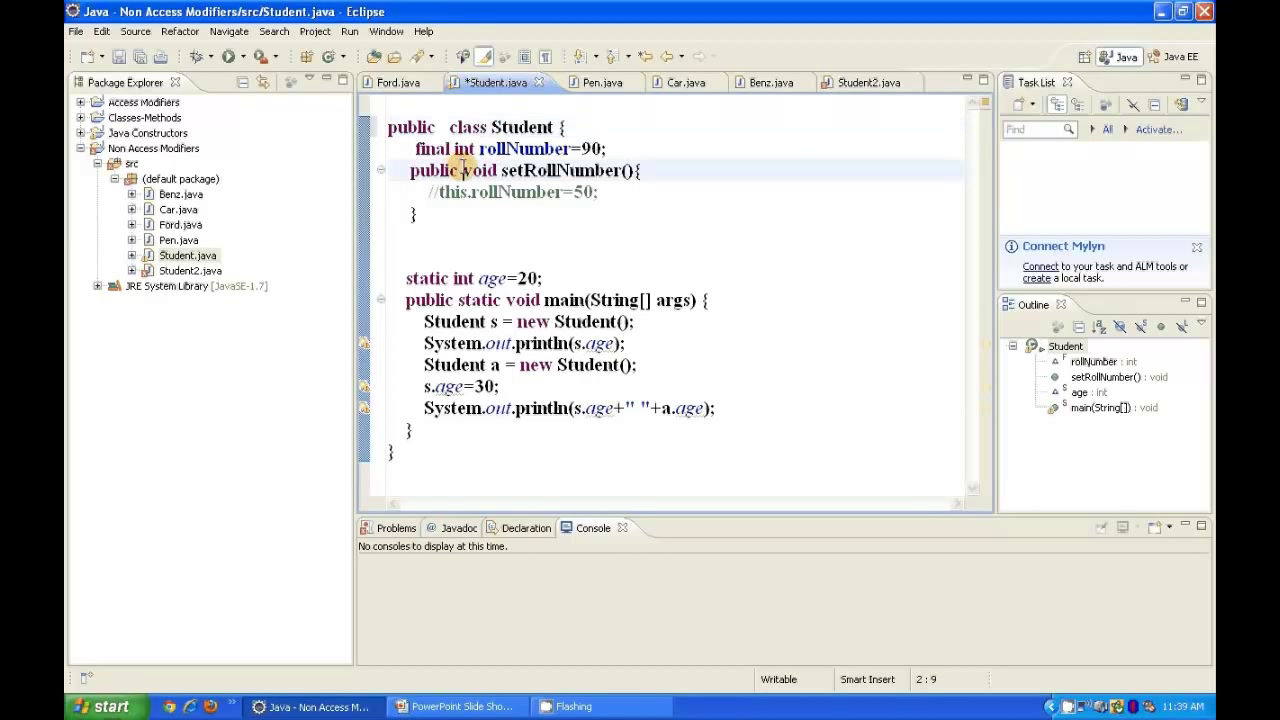 Java - Non Access Modifiers/src/Student.java - Eclipse
File Edit Source Refactor Navigate Search Project Run Window Help
Java Java EE
Package Explorer
Access Modifiers
Classes-Methods
Java Constructors
Non Access Modifiers
src
(default package)
Benz.java
Car.java
Ford.java
Pen.java
Student.java
Student2.java
JRE System Library [JavaSE-1.7]
Ford.java *Student.java Pen.java Car.java Benz.java Student2.java
public class Student {
final int rollNumber=90;
public void setRollNumber(){
//this.rollNumber=50;
}
static int age=20;
public static void main(String[] args) {
Student s = new Student();
System.out.println(s.age);
Student a = new Student();
s.age=30;
System.out.println(s.age+" "+a.age);
}
}
Task List
Find All Activate...
Connect Mylyn
Connect to your task and ALM tools or
create a local task.
Outline
Student
rollNumber : int
setRollNumber() : void
age : int
main(String[]) : void
Problems @ Javadoc Declaration Console
No consoles to display at this time.
Writable Smart Insert 2 : 9
start Java - Non Access M... PowerPoint Slide Sho... Flashing 11:39 AM